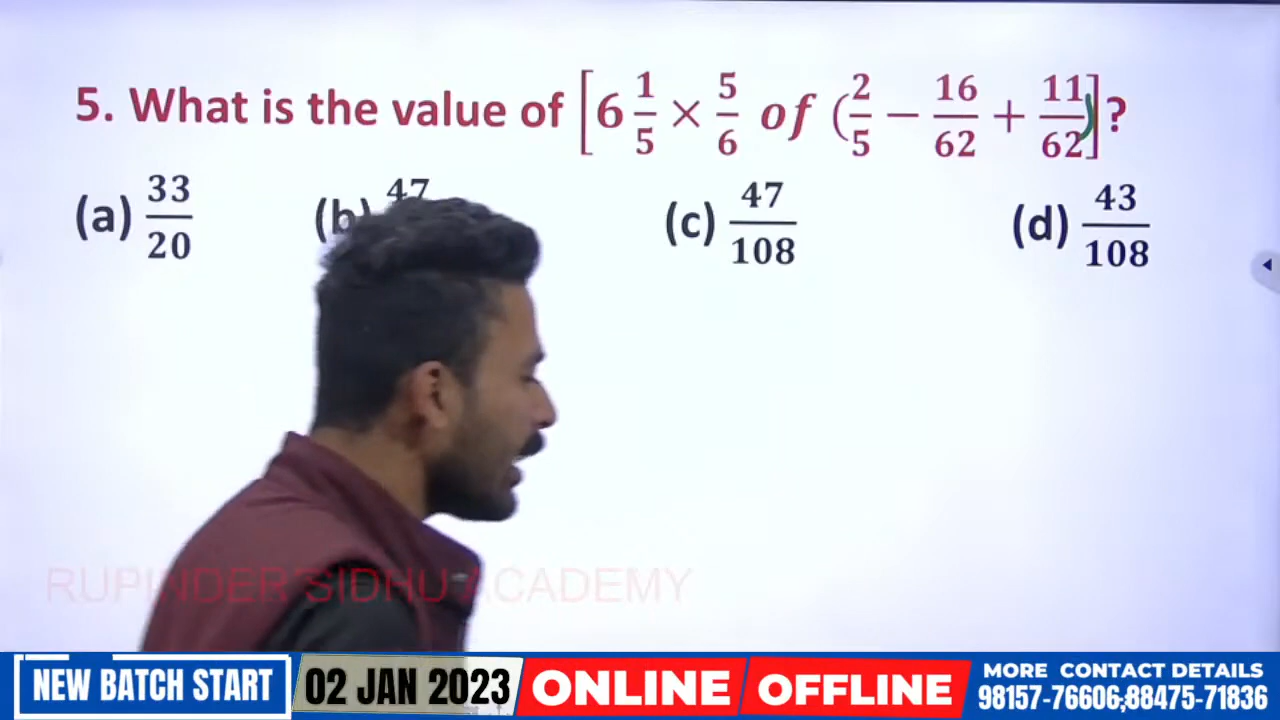 5. What is the value of [6 1/5 × 5/6 of (2/5 − 16/62 + 11/62)]?
(a) 33/20 (b) 47 (c) 47/108 (d) 43/108
RUPINDER SIDHU ACADEMY
NEW BATCH START 02 JAN 2023 ONLINE OFFLINE MORE CONTACT DETAILS
98157-76606,88475-71836